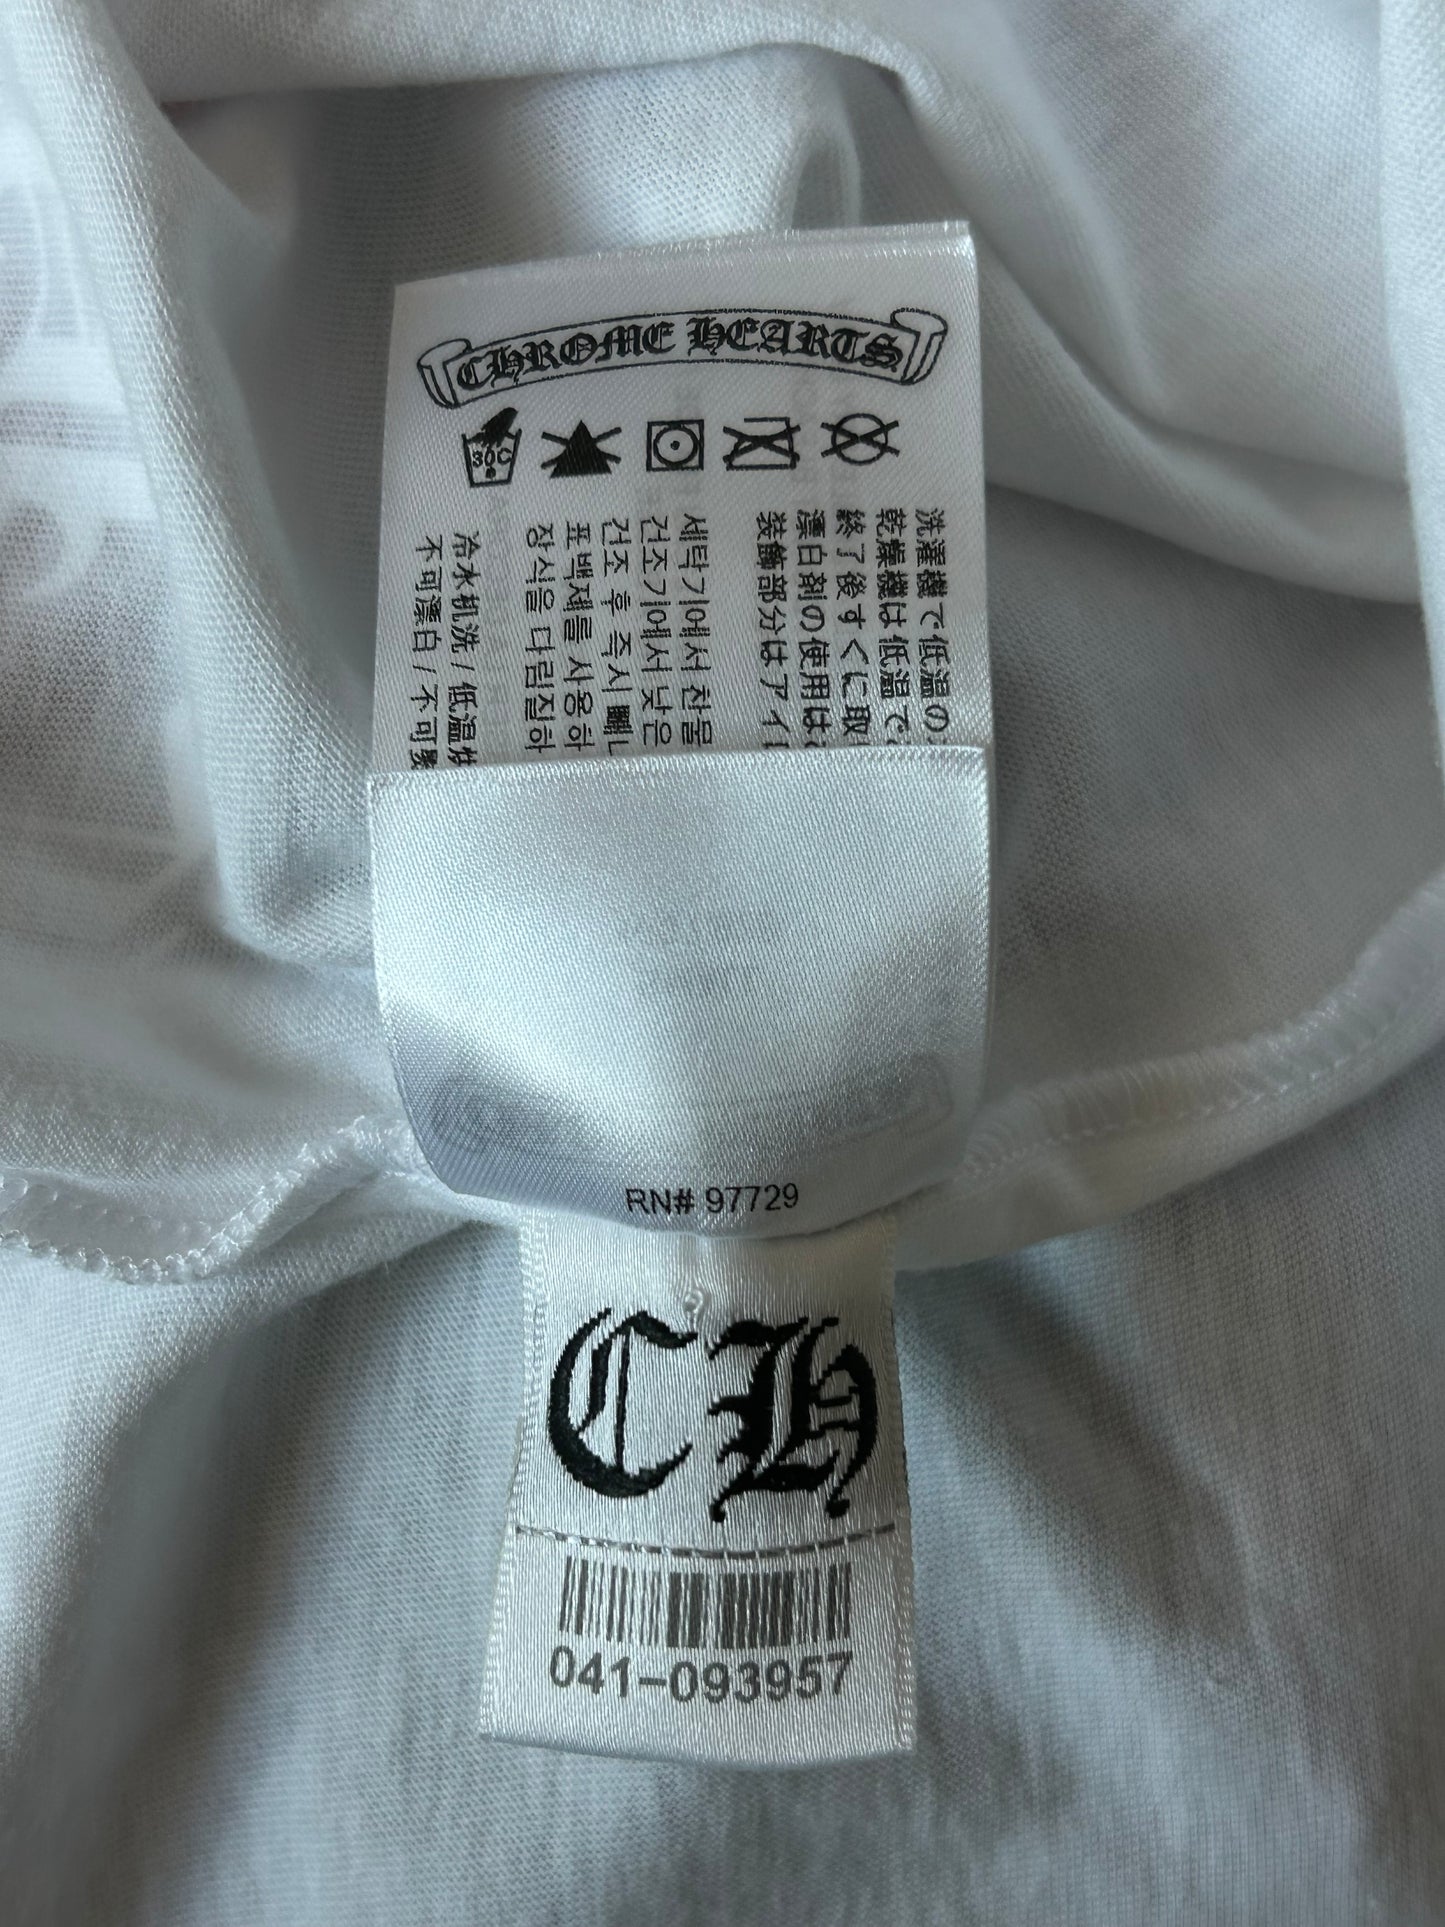 CHROME HEARTS
30C
洗濯機で低温の
乾燥機は低温で
終了後すぐに取
漂白剤の使用は
装飾部分はアイ
세탁기에서 찬물
건조기에서 낮은
건조 후 즉시 빼
표백제를 사용하
장식을 다림질하
冷水机洗 / 低温烘
不可漂白 / 不可熨
RN# 97729
CH
041-093957